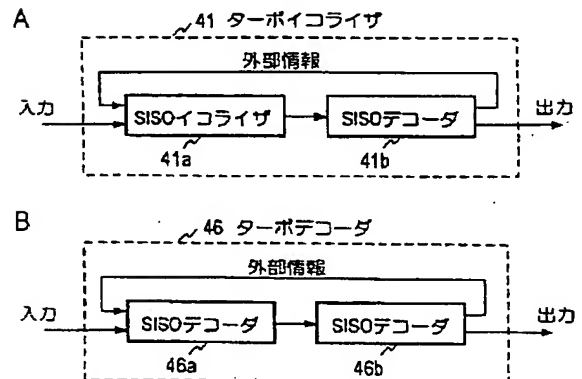 A
41 ターボイコライザ
外部情報
入力
SISOイコライザ
SISOデコーダ
出力
41a
41b
B
46 ターボデコーダ
外部情報
入力
SISOデコーダ
SISOデコーダ
出力
46a
46b